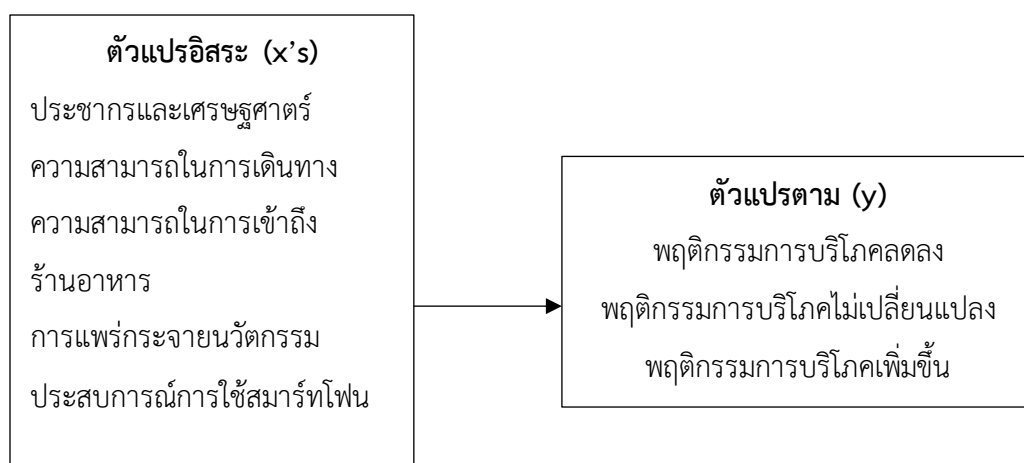 ตัวแปรอิสระ (x’s)
ประชากรและเศรษฐศาตร์
ความสามารถในการเดินทาง
ความสามารถในการเข้าถึง
ร้านอาหาร
การแพร่กระจายนวัตกรรม
ประสบการณ์การใช้สมาร์ทโฟน
ตัวแปรตาม (y)
พฤติกรรมการบริโภคลดลง
พฤติกรรมการบริโภคไม่เปลี่ยนแปลง
พฤติกรรมการบริโภคเพิ่มขึ้น